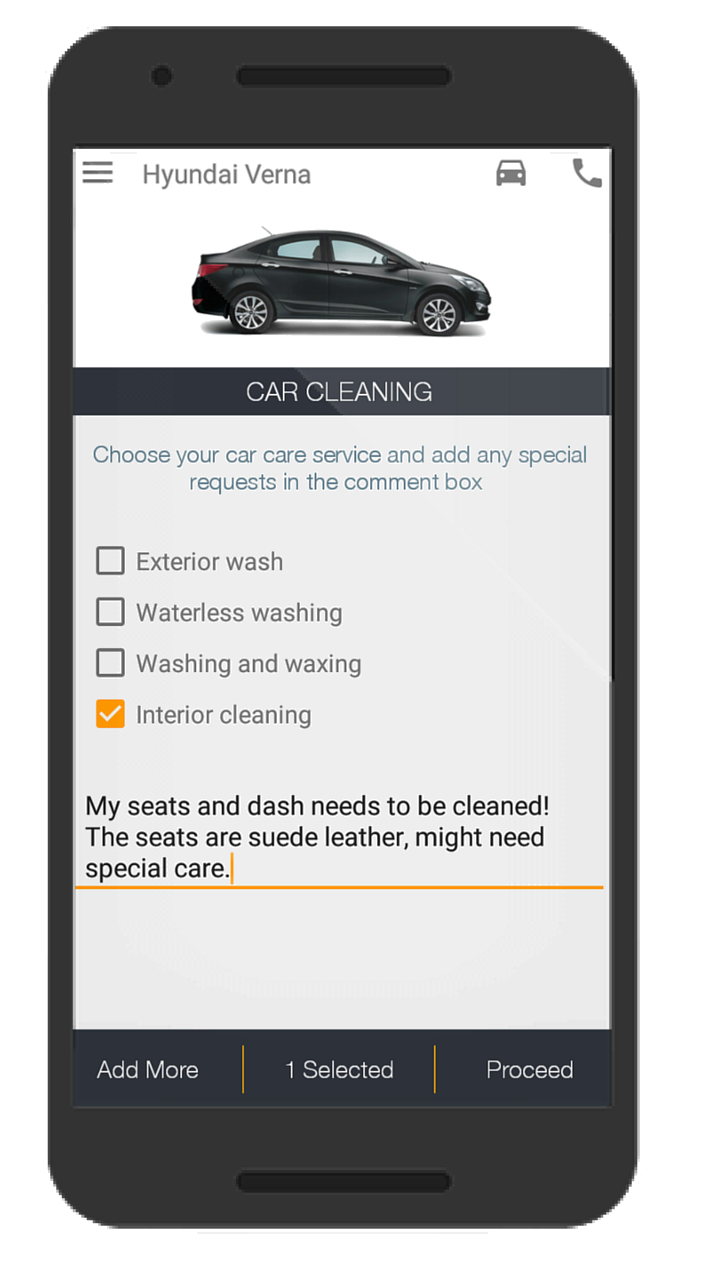 Hyundai Verna
CAR CLEANING
Choose your car care service and add any special
requests in the comment box
Exterior wash
Waterless washing
Washing and waxing
Interior cleaning
My seats and dash needs to be cleaned!
The seats are suede leather, might need
special care.
Add More
1 Selected
Proceed